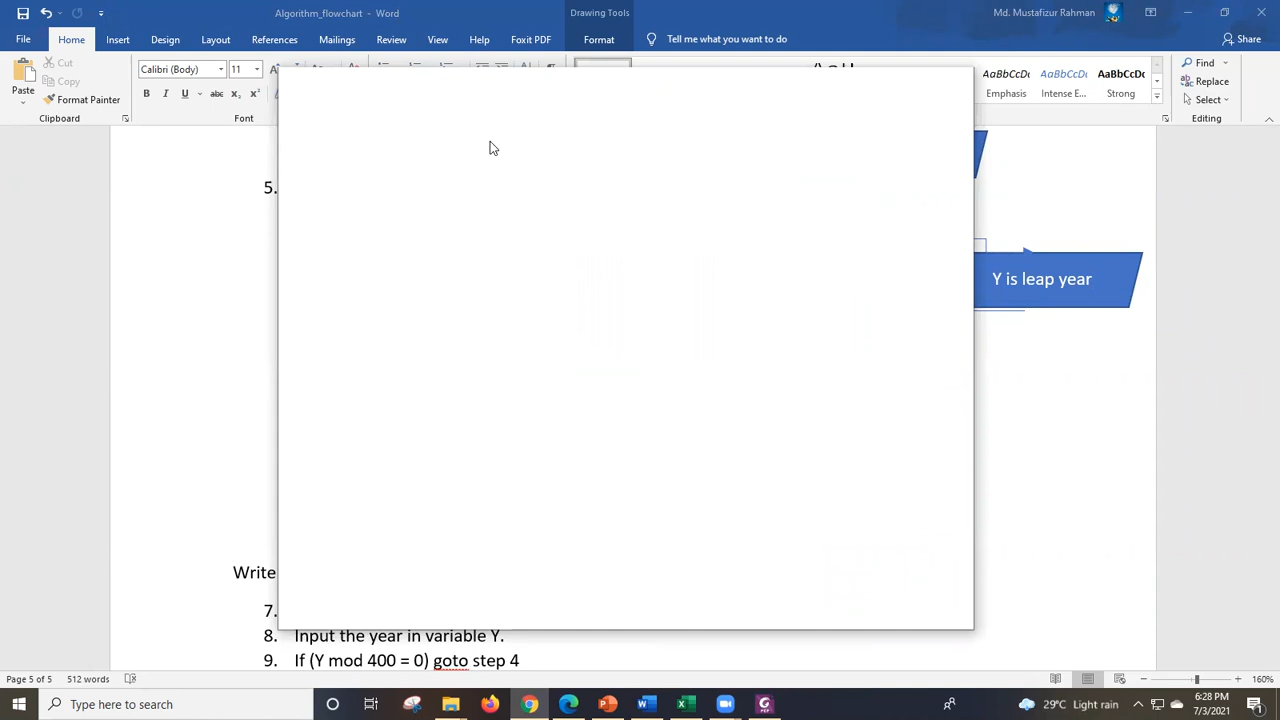 Algorithm_flowchart - Word
Drawing Tools
Md. Mustafizur Rahman
File Home Insert Design Layout References Mailings Review View Help Foxit PDF Format Tell me what you want to do Share
Paste
Cut
Copy
Format Painter
Clipboard
Calibri (Body) 11
B I U abc x₂ x²
Font
AaBbCcDc AaBbCcDc AaBbCcDc
Emphasis Intense E... Strong
Find
Replace
Select
Editing
5.
Y is leap year
Write
7.
8. Input the year in variable Y.
9. If (Y mod 400 = 0) goto step 4
Page 5 of 5 512 words 160%
Type here to search
29°C Light rain
6:28 PM
7/3/2021